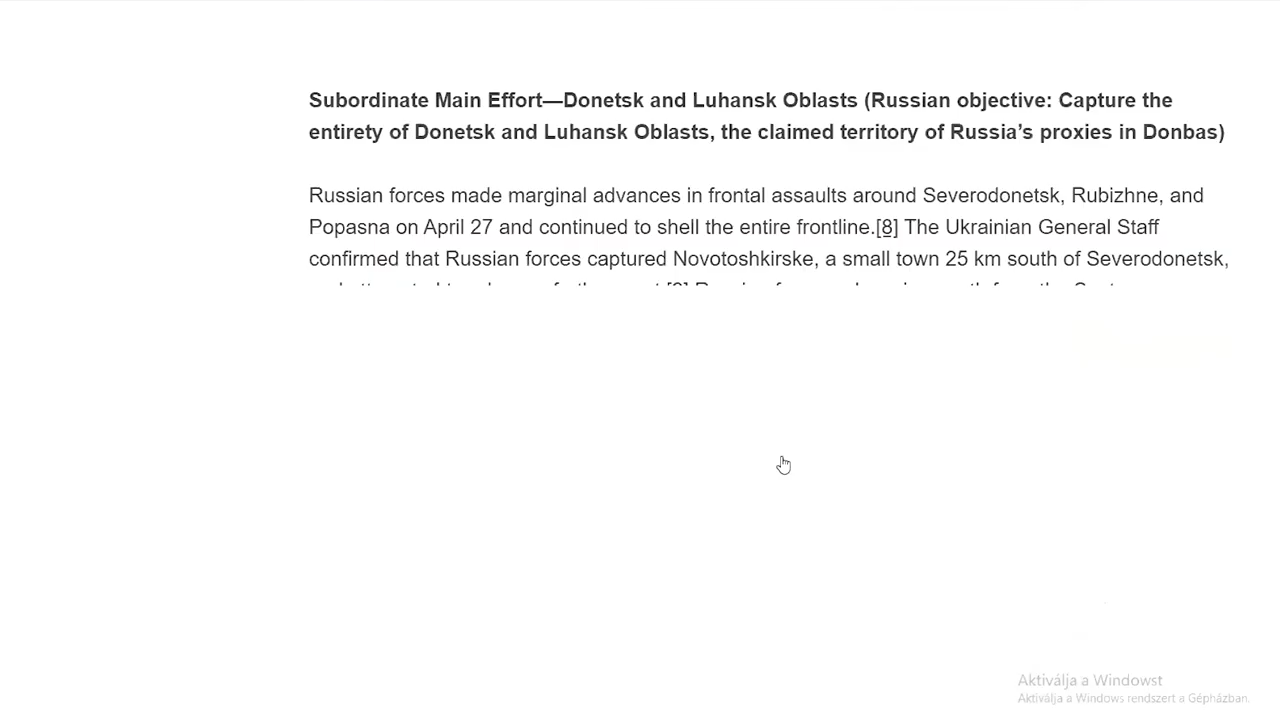 Subordinate Main Effort—Donetsk and Luhansk Oblasts (Russian objective: Capture the
entirety of Donetsk and Luhansk Oblasts, the claimed territory of Russia’s proxies in Donbas)
Russian forces made marginal advances in frontal assaults around Severodonetsk, Rubizhne, and
Popasna on April 27 and continued to shell the entire frontline.[8] The Ukrainian General Staff
confirmed that Russian forces captured Novotoshkirske, a small town 25 km south of Severodonetsk,
Aktiválja a Windowst
Aktiválja a Windows rendszert a Gépházban.